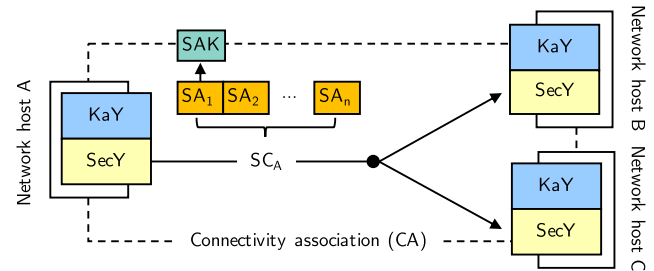 SAK
SA1 SA2 ... SAn
Network host A
KaY
SecY
SCA
KaY
SecY
Network host B
KaY
SecY
Network host C
Connectivity association (CA)